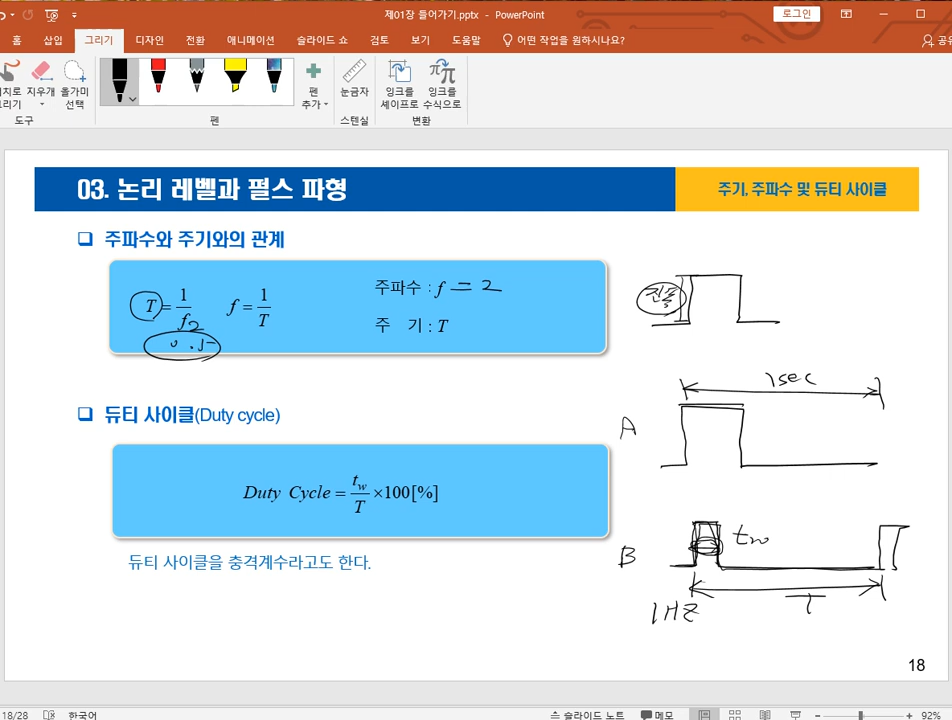 제01장 들어가기.pptx - PowerPoint
로그인
홈 삽입 그리기 디자인 전환 애니메이션 슬라이드 쇼 검토 보기 도움말 어떤 작업을 원하시나요?
지우개 올가미 선택
펜 추가
눈금자
잉크를 셰이프로
잉크를 수식으로
도구 펜 스텐실 변환
03. 논리 레벨과 펄스 파형
주기, 주파수 및 듀티 사이클
주파수와 주기와의 관계
T = 1/f
2
f = 1/T
주파수 : f = 2
주 기 : T
0.5
진폭
1sec
A
듀티 사이클(Duty cycle)
Duty Cycle = t_w/T ×100[%]
듀티 사이클을 충격계수라고도 한다.
B
tw
T
1HZ
18
18/28 한국어 슬라이드 노트 메모 92%